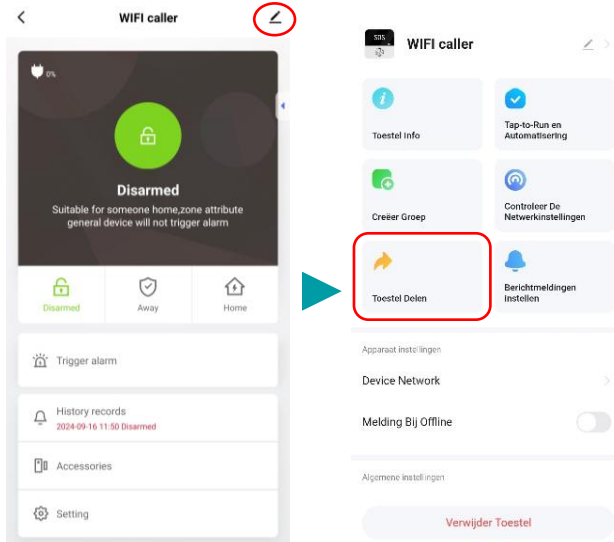 WIFI caller
0%
Disarmed
Suitable for someone home,zone attribute
general device will not trigger alarm
Disarmed Away Home
Trigger alarm
History records
2024-09-16 11:50 Disarmed
Accessories
Setting
SOS
WIFI caller
Toestel Info
Tap-to-Run en
Automatisering
Creëer Groep
Controleer De
Netwerkinstellingen
Toestel Delen
Berichtmeldingen
Instellen
Apparaat instellingen
Device Network
Melding Bij Offline
Algemene instellingen
Verwijder Toestel